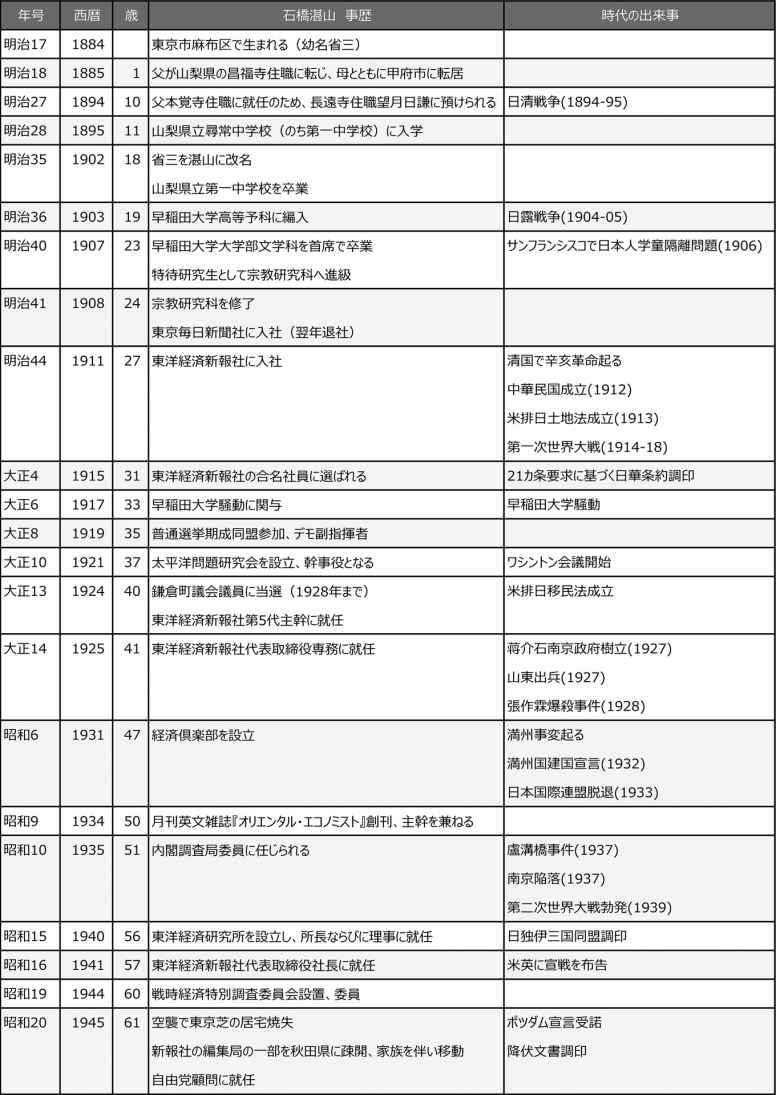 年号 西暦 歳 石橋湛山 事歴 時代の出来事
明治17 1884 東京市麻布区で生まれる（幼名省三）
明治18 1885 1 父が山梨県の昌福寺住職に転じ、母とともに甲府市に転居
明治27 1894 10 父本覚寺住職に就任のため、長遠寺住職望月日謙に預けられる 日清戦争(1894-95)
明治28 1895 11 山梨県立尋常中学校（のち第一中学校）に入学
明治35 1902 18 省三を湛山に改名
山梨県立第一中学校を卒業
明治36 1903 19 早稲田大学高等予科に編入 日露戦争(1904-05)
明治40 1907 23 早稲田大学大学部文学科を首席で卒業 サンフランシスコで日本人学童隔離問題(1906)
特待研究生として宗教研究科へ進級
明治41 1908 24 宗教研究科を修了
東京毎日新聞社に入社（翌年退社）
明治44 1911 27 東洋経済新報社に入社 清国で辛亥革命起る
中華民国成立(1912)
米排日土地法成立(1913)
第一次世界大戦(1914-18)
大正4 1915 31 東洋経済新報社の合名社員に選ばれる 21カ条要求に基づく日華条約調印
大正6 1917 33 早稲田大学騒動に関与 早稲田大学騒動
大正8 1919 35 普通選挙期成同盟参加、デモ副指揮者
大正10 1921 37 太平洋問題研究会を設立、幹事役となる ワシントン会議開始
大正13 1924 40 鎌倉町議会議員に当選（1928年まで） 米排日移民法成立
東洋経済新報社第5代主幹に就任
大正14 1925 41 東洋経済新報社代表取締役専務に就任 蒋介石南京政府樹立(1927)
山東出兵(1927)
張作霖爆殺事件(1928)
昭和6 1931 47 経済倶楽部を設立 満州事変起る
満州国建国宣言(1932)
日本国際連盟脱退(1933)
昭和9 1934 50 月刊英文雑誌『オリエンタル・エコノミスト』創刊、主幹を兼ねる
昭和10 1935 51 内閣調査局委員に任じられる 盧溝橋事件(1937)
南京陥落(1937)
第二次世界大戦勃発(1939)
昭和15 1940 56 東洋経済研究所を設立し、所長ならびに理事に就任 日独伊三国同盟調印
昭和16 1941 57 東洋経済新報社代表取締役社長に就任 米英に宣戦を布告
昭和19 1944 60 戦時経済特別調査委員会設置、委員
昭和20 1945 61 空襲で東京芝の居宅焼失 ポツダム宣言受諾
新報社の編集局の一部を秋田県に疎開、家族を伴い移動 降伏文書調印
自由党顧問に就任